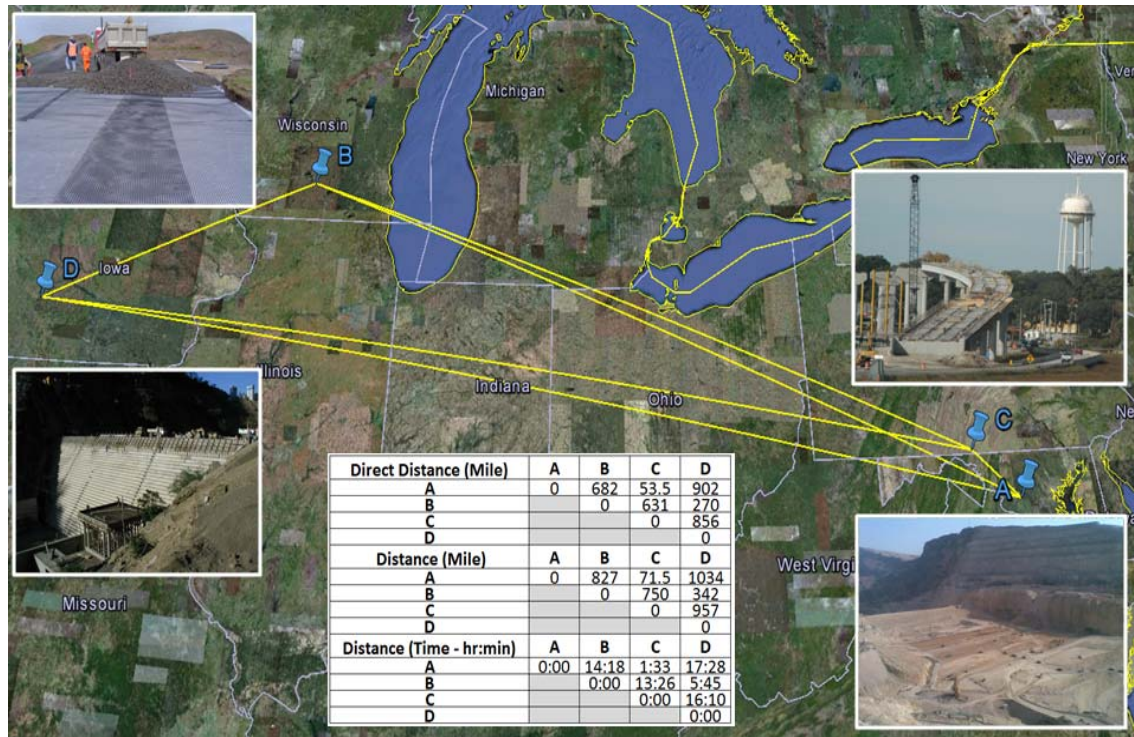 Michigan
Wisconsin
B
Ver
New York
D
Iowa
Illinois
Indiana
Ohio
C
Ne
A
West Virgi
Missouri
Direct Distance (Mile) A B C D
A 0 682 53.5 902
B 0 631 270
C 0 856
D 0
Distance (Mile) A B C D
A 0 827 71.5 1034
B 0 750 342
C 0 957
D 0
Distance (Time - hr:min) A B C D
A 0:00 14:18 1:33 17:28
B 0:00 13:26 5:45
C 0:00 16:10
D 0:00